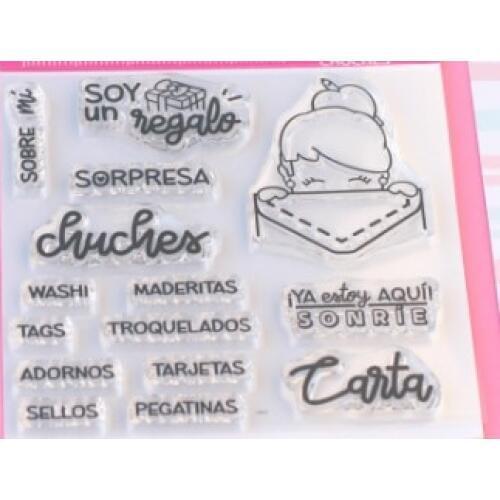 SOBRE mí
SOY
un regalo
SORPRESA
chuches
WASHI
MADERITAS
TAGS
TROQUELADOS
ADORNOS
TARJETAS
SELLOS
PEGATINAS
¡YA estoy AQUÍ!
SONRÍE
Carta